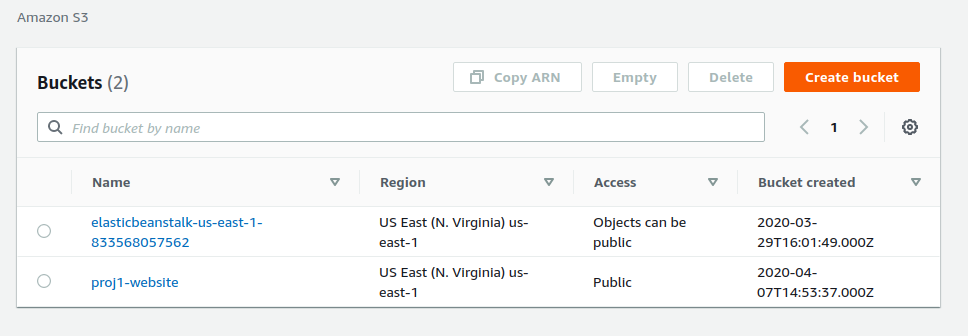 Amazon S3
Buckets (2)
Copy ARN
Empty
Delete
Create bucket
Find bucket by name
1
Name
Region
Access
Bucket created
elasticbeanstalk-us-east-1-
833568057562
US East (N. Virginia) us-
east-1
Objects can be
public
2020-03-
29T16:01:49.000Z
proj1-website
US East (N. Virginia) us-
east-1
Public
2020-04-
07T14:53:37.000Z